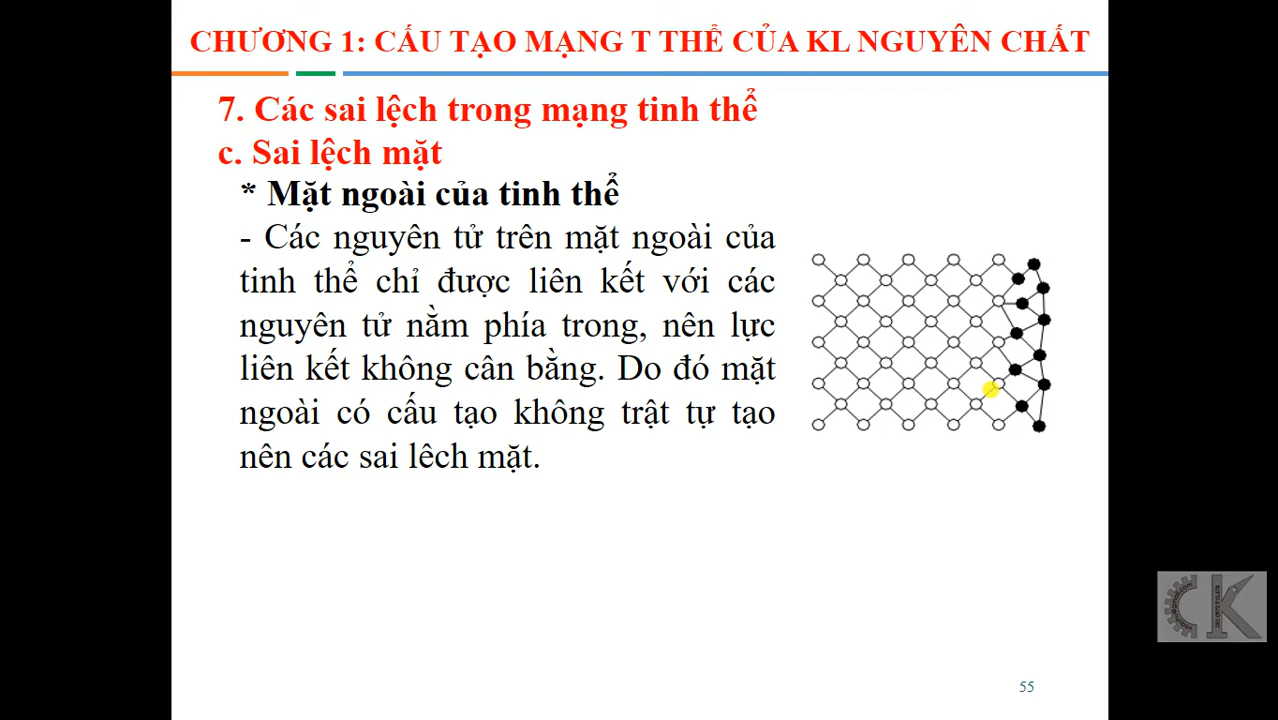 CHƯƠNG 1: CẤU TẠO MẠNG T THỂ CỦA KL NGUYÊN CHẤT
7. Các sai lệch trong mạng tinh thể
c. Sai lệch mặt
* Mặt ngoài của tinh thể
- Các nguyên tử trên mặt ngoài của
tinh thể chỉ được liên kết với các
nguyên tử nằm phía trong, nên lực
liên kết không cân bằng. Do đó mặt
ngoài có cấu tạo không trật tự tạo
nên các sai lêch mặt.
55